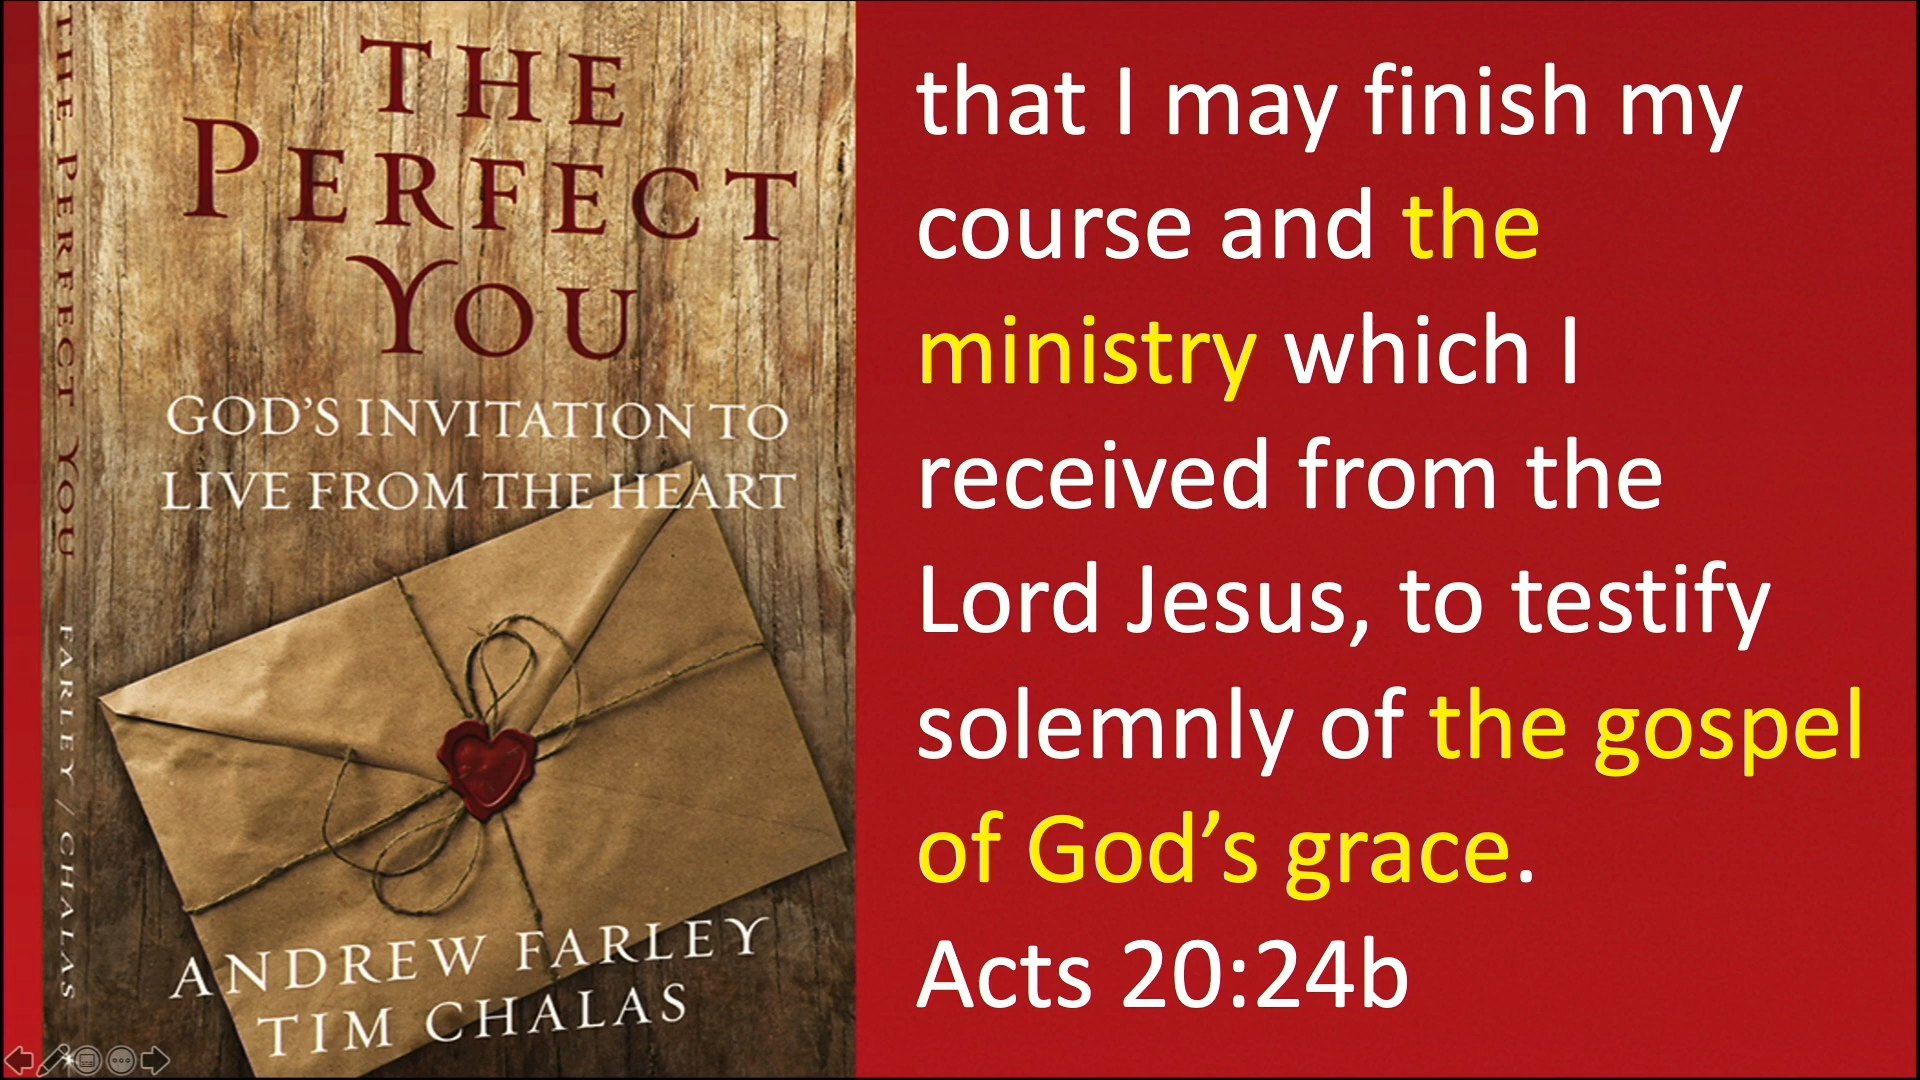 THE PERFECT YOU FARLEY / CHALAS
THE
PERFECT
YOU
GOD'S INVITATION TO
LIVE FROM THE HEART
ANDREW FARLEY
TIM CHALAS
that I may finish my
course and the
ministry which I
received from the
Lord Jesus, to testify
solemnly of the gospel
of God’s grace.
Acts 20:24b